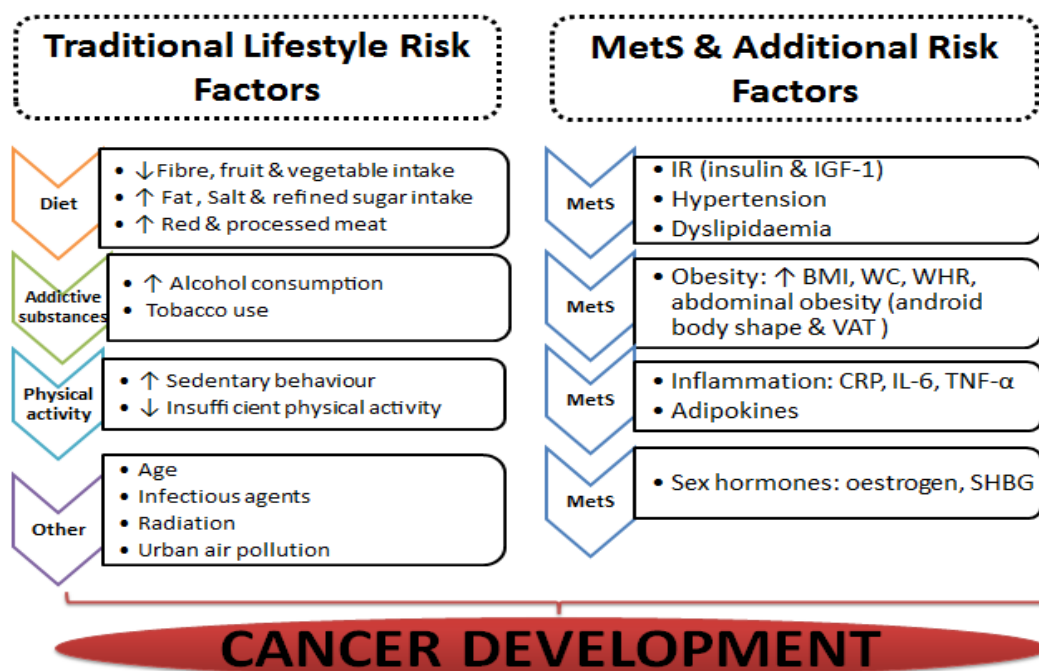 Traditional Lifestyle Risk
Factors
Diet
• ↓Fibre, fruit & vegetable intake
• ↑ Fat , Salt & refined sugar intake
• ↑ Red & processed meat
Addictive
substances
• ↑ Alcohol consumption
• Tobacco use
Physical
activity
• ↑ Sedentary behaviour
• ↓ Insufficient physical activity
Other
• Age
• Infectious agents
• Radiation
• Urban air pollution
MetS & Additional Risk
Factors
MetS
• IR (insulin & IGF-1)
• Hypertension
• Dyslipidaemia
MetS
• Obesity: ↑ BMI, WC, WHR,
abdominal obesity (android
body shape & VAT )
MetS
• Inflammation: CRP, IL-6, TNF-α
• Adipokines
MetS
• Sex hormones: oestrogen, SHBG
CANCER DEVELOPMENT